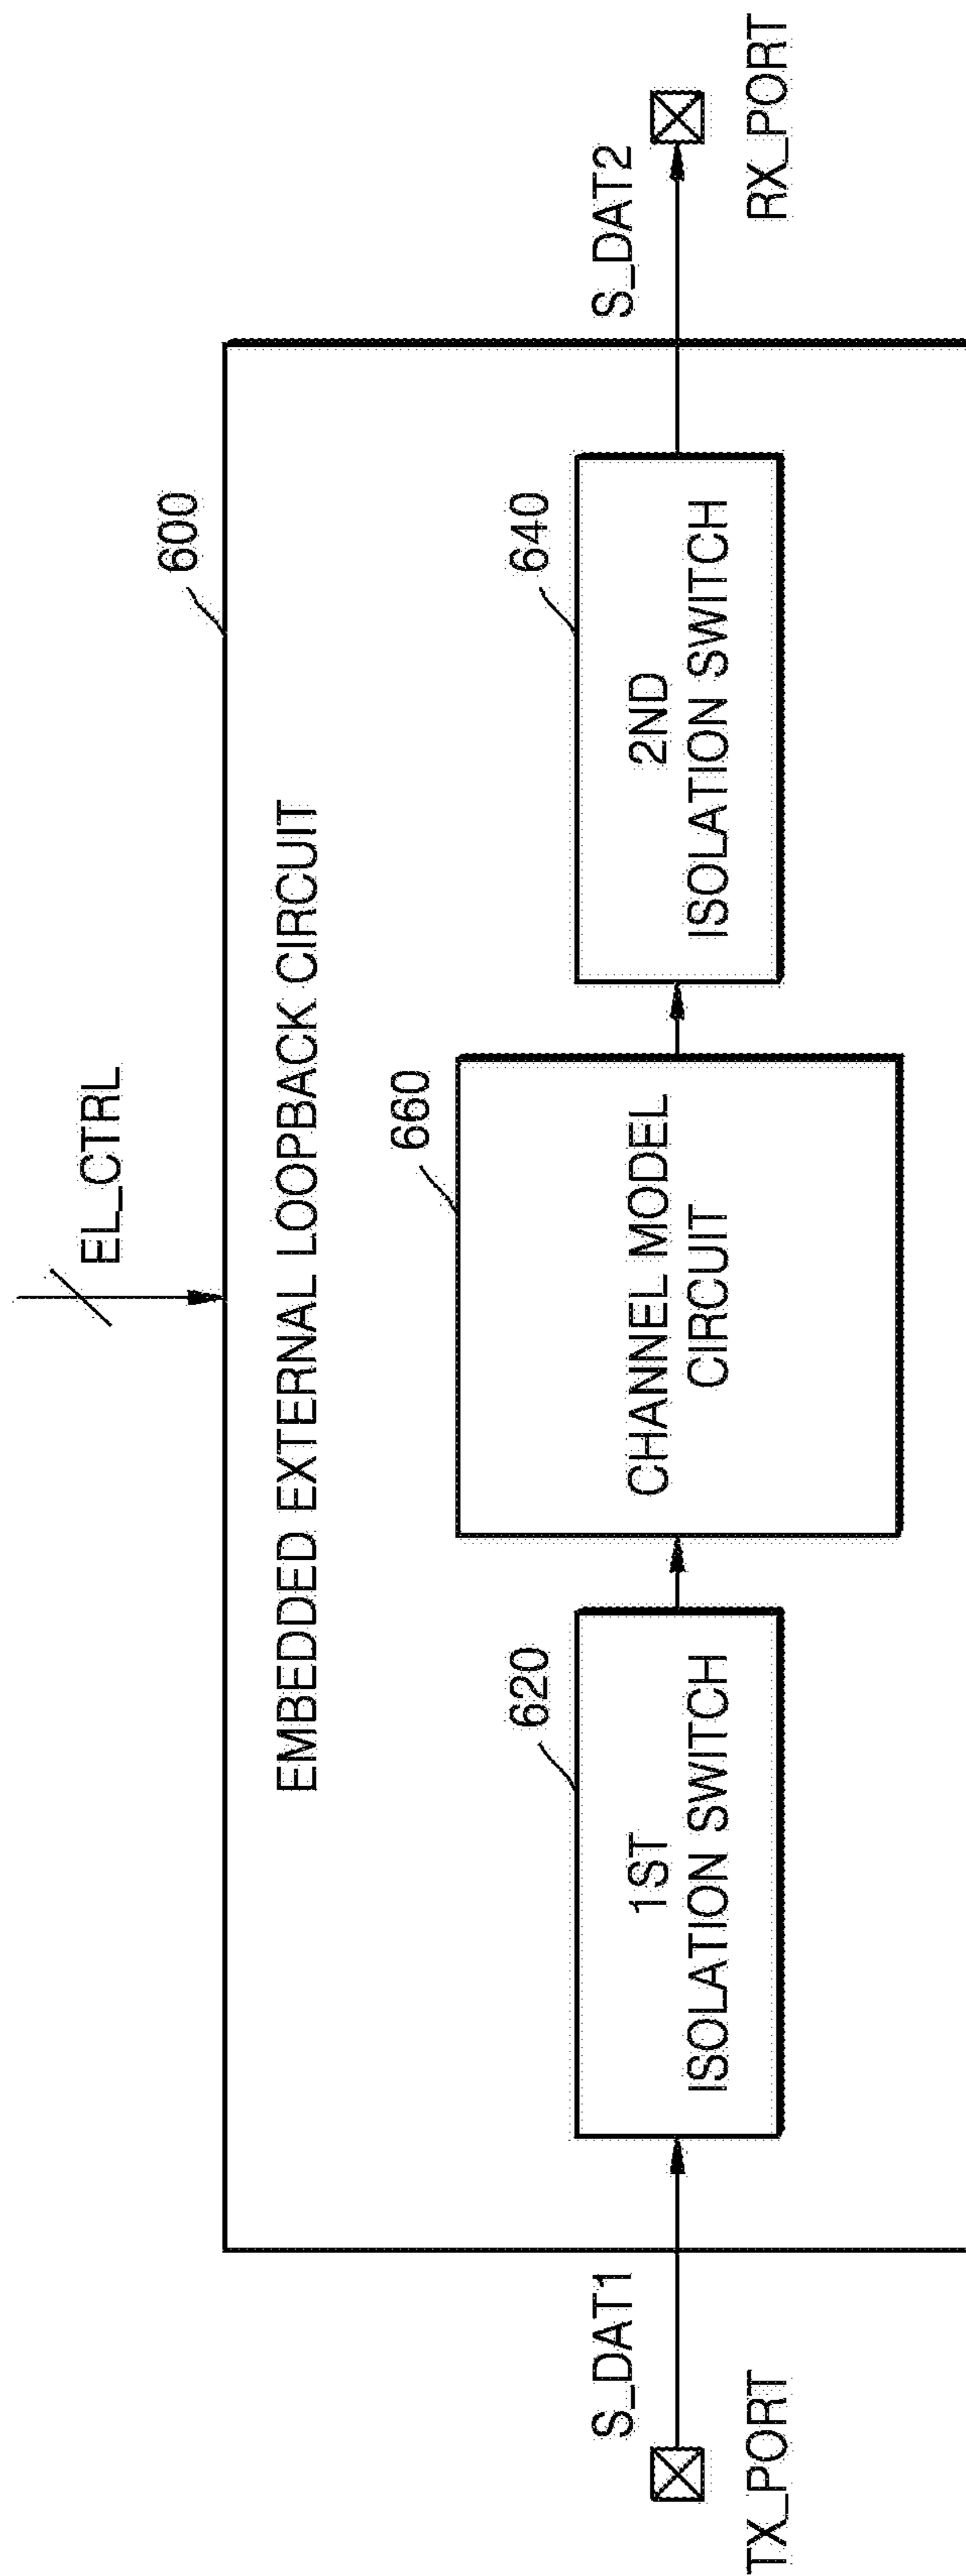 EL_CTRL
600
EMBEDDED EXTERNAL LOOPBACK CIRCUIT
S_DAT1
TX_PORT
620
1ST
ISOLATION SWITCH
660
CHANNEL MODEL
CIRCUIT
640
2ND
ISOLATION SWITCH
S_DAT2
RX_PORT